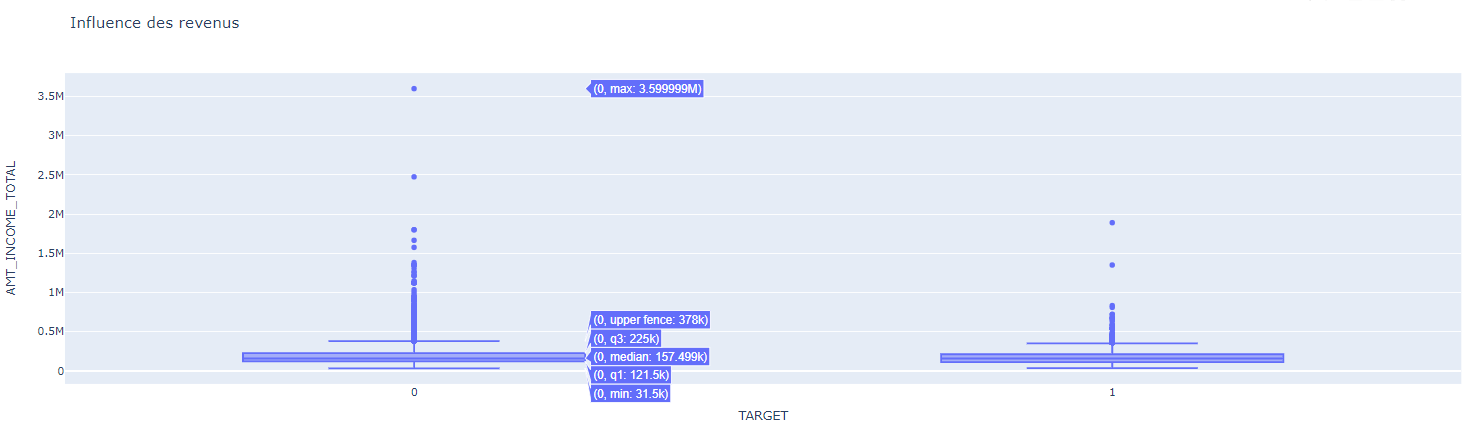 Influence des revenus
(0, max: 3.599999M)
3.5M
3M
2.5M
2M
1.5M
1M
0.5M
0
AMT_INCOME_TOTAL
(0, upper fence: 378k)
(0, q3: 225k)
(0, median: 157.499k)
(0, q1: 121.5k)
(0, min: 31.5k)
0
1
TARGET